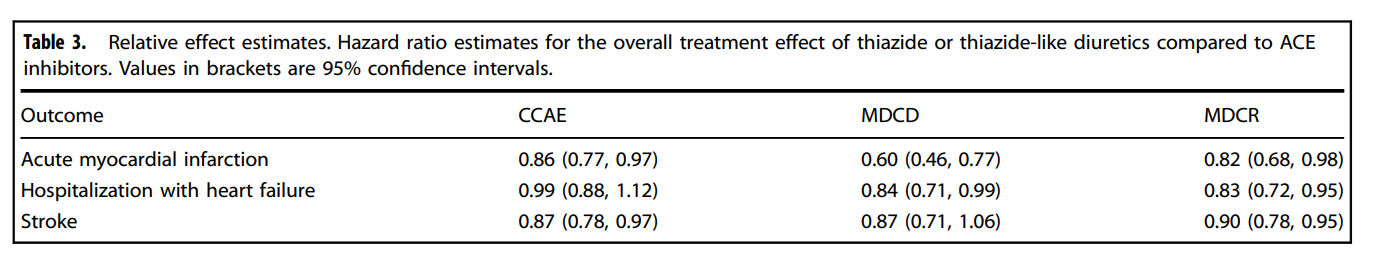 Table 3. Relative effect estimates. Hazard ratio estimates for the overall treatment effect of thiazide or thiazide-like diuretics compared to ACE
inhibitors. Values in brackets are 95% confidence intervals.
Outcome CCAE MDCD MDCR
Acute myocardial infarction 0.86 (0.77, 0.97) 0.60 (0.46, 0.77) 0.82 (0.68, 0.98)
Hospitalization with heart failure 0.99 (0.88, 1.12) 0.84 (0.71, 0.99) 0.83 (0.72, 0.95)
Stroke 0.87 (0.78, 0.97) 0.87 (0.71, 1.06) 0.90 (0.78, 0.95)